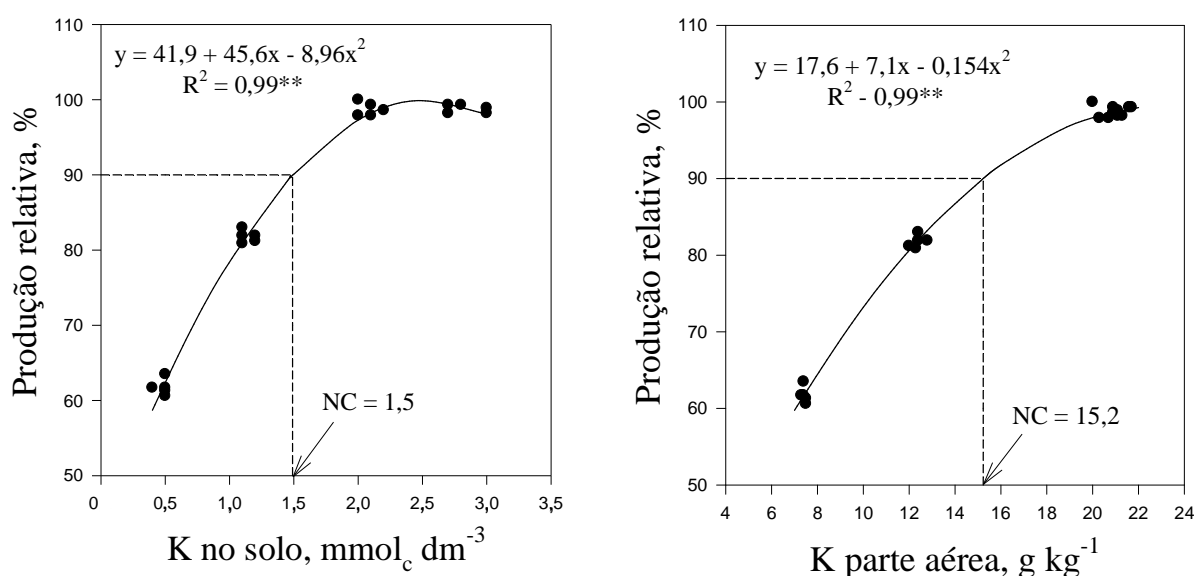 110
100
90
80
70
60
50
Produção relativa, %
y = 41,9 + 45,6x - 8,96x²
R² = 0,99**
NC = 1,5
0 0,5 1,0 1,5 2,0 2,5 3,0 3,5
K no solo, mmol_c dm⁻³
110
100
90
80
70
60
50
Produção relativa, %
y = 17,6 + 7,1x - 0,154x²
R² - 0,99**
NC = 15,2
4 6 8 10 12 14 16 18 20 22 24
K parte aérea, g kg⁻¹